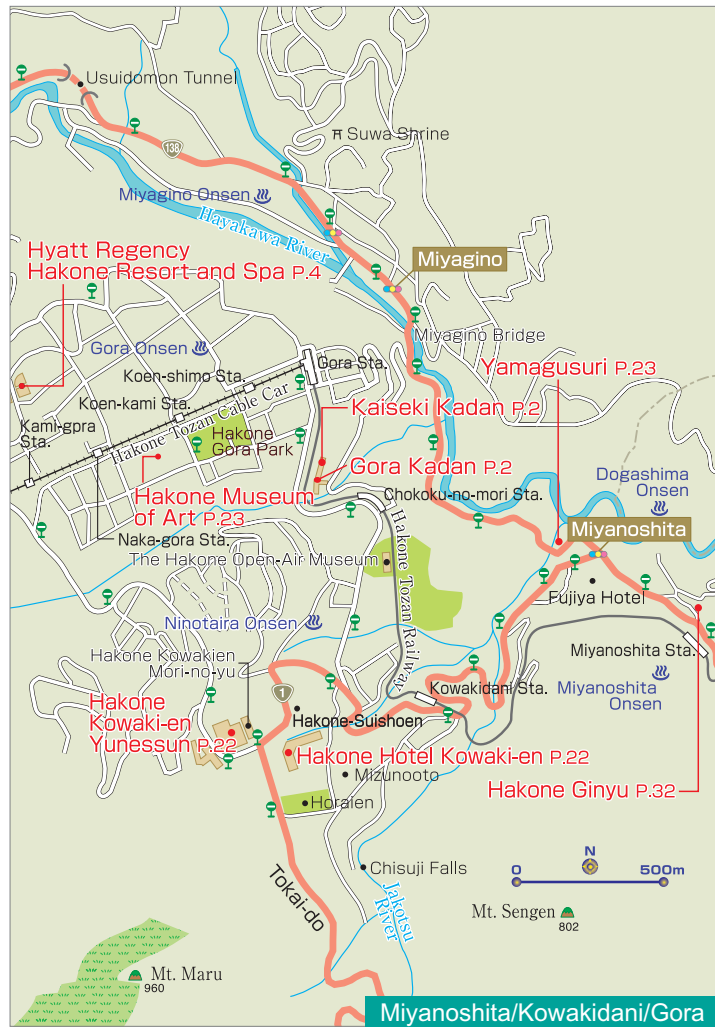 Usuidomon Tunnel
138
Suwa Shrine
Miyagino Onsen
Hayakawa River
Hyatt Regency
Hakone Resort and Spa P.4
Miyagino
Miyagino Bridge
Gora Onsen
Gora Sta.
Koen-shimo Sta.
Koen-kami Sta.
Kami-gpra
Sta.
Hakone Tozan Cable Car
Hakone
Gora Park
Yamagusuri P.23
Kaiseki Kadan P.2
Gora Kadan P.2
Hakone Museum
of Art P.23
Naka-gora Sta.
Chokoku-no-mori Sta.
Dogashima
Onsen
Miyanoshita
The Hakone Open-Air Museum
Hakone Tozan Railway
Fujiya Hotel
Ninotaira Onsen
Miyanoshita Sta.
Hakone Kowakien
Mori-no-yu
1
Kowakidani Sta.
Miyanoshita
Onsen
Hakone
Kowaki-en
Yunessun P.22
Hakone-Suishoen
Hakone Hotel Kowaki-en P.22
Mizunooto
Hakone Ginyu P.32
Horaien
Tokai-do
Chisuji Falls
Jakotsu
River
N
0 500m
Mt. Sengen
802
Mt. Maru
960
Miyanoshita/Kowakidani/Gora